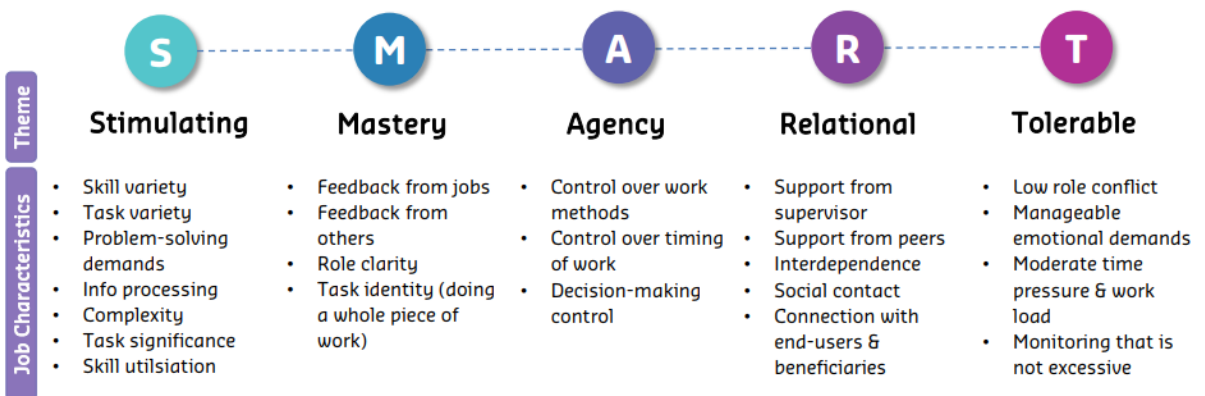 S M A R T
Theme
Stimulating
Mastery
Agency
Relational
Tolerable
Job Characteristics
• Skill variety
• Task variety
• Problem-solving
demands
• Info processing
• Complexity
• Task significance
• Skill utilsiation
• Feedback from jobs
• Feedback from
others
• Role clarity
• Task identity (doing
a whole piece of
work)
• Control over work
methods
• Control over timing
of work
• Decision-making
control
• Support from
supervisor
• Support from peers
• Interdependence
• Social contact
• Connection with
end-users &
beneficiaries
• Low role conflict
• Manageable
emotional demands
• Moderate time
pressure & work
load
• Monitoring that is
not excessive